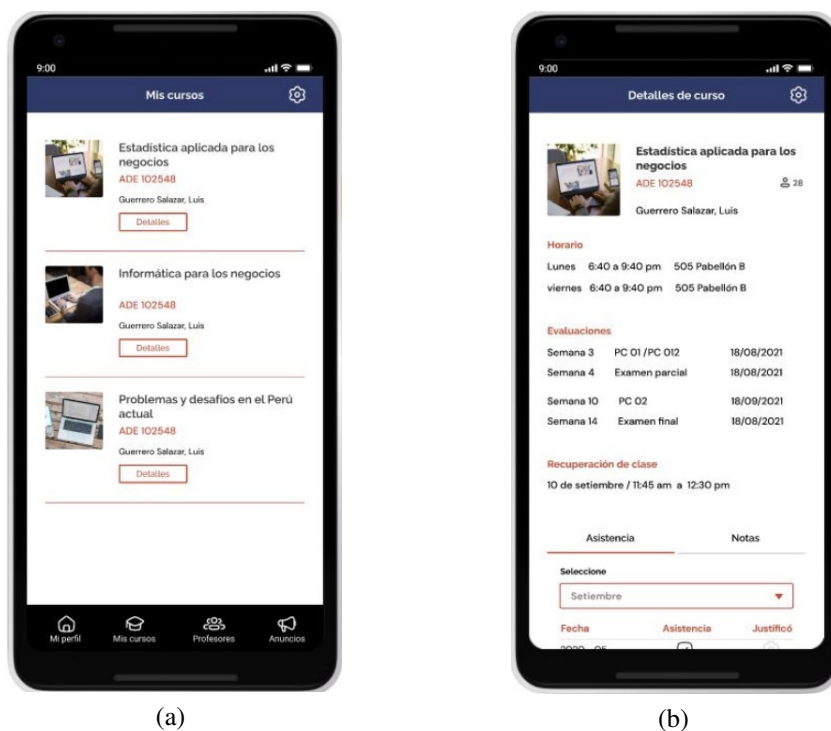 9:00
Mis cursos
Estadística aplicada para los
negocios
ADE 102548
Guerrero Salazar, Luis
Detalles
Informática para los negocios
ADE 102548
Guerrero Salazar, Luis
Detalles
Problemas y desafíos en el Perú
actual
ADE 102548
Guerrero Salazar, Luis
Detalles
Mi perfil Mis cursos Profesores Anuncios
(a)
9:00
Detalles de curso
Estadística aplicada para los
negocios
ADE 102548 28
Guerrero Salazar, Luis
Horario
Lunes 6:40 a 9:40 pm 505 Pabellón B
viernes 6:40 a 9:40 pm 505 Pabellón B
Evaluaciones
Semana 3 PC 01 /PC 012 18/08/2021
Semana 4 Examen parcial 18/08/2021
Semana 10 PC 02 18/09/2021
Semana 14 Examen final 18/08/2021
Recuperación de clase
10 de setiembre / 11:45 am a 12:30 pm
Asistencia Notas
Seleccione
Setiembre
Fecha Asistencia Justificó
(b)